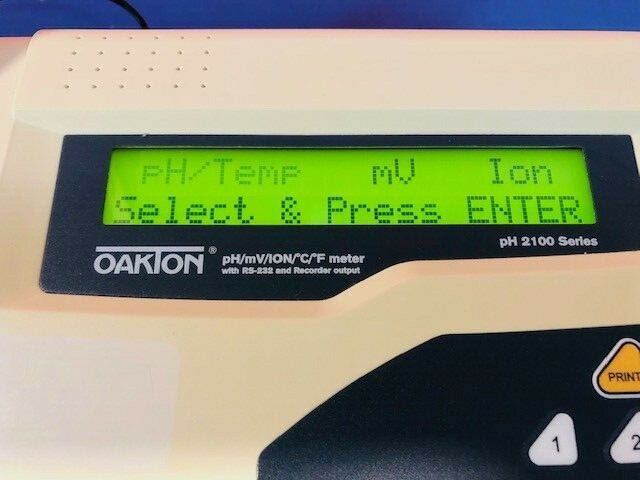 pH/Temp mV Ion
Select & Press ENTER
pH 2100 Series
OAKTON® pH/mV/ION/°C/°F meter
with RS-232 and Recorder output
PRINT
1
2